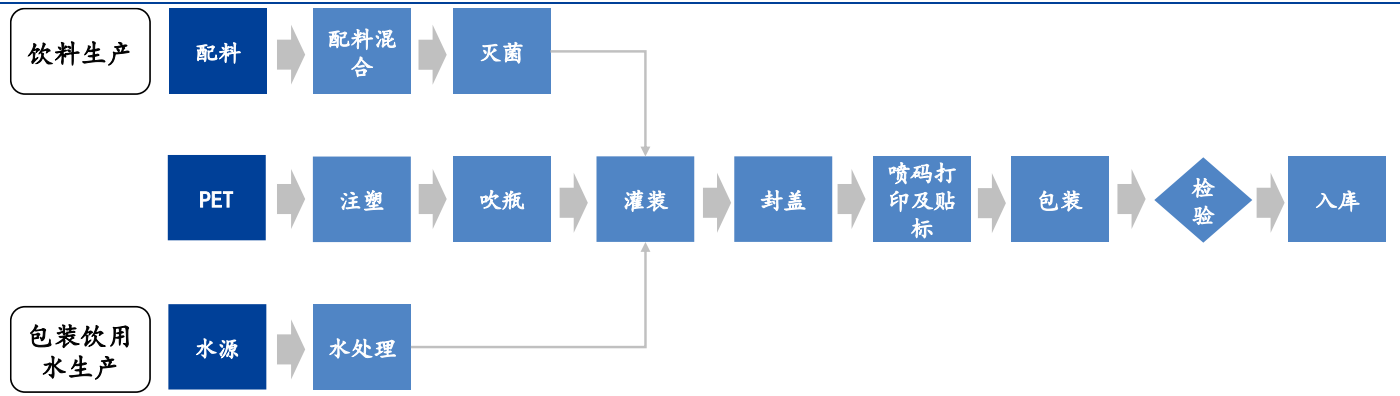 饮料生产
配料
配料混
合
灭菌
PET
注塑
吹瓶
灌装
封盖
喷码打
印及贴
标
包装
检
验
入库
包装饮用
水生产
水源
水处理